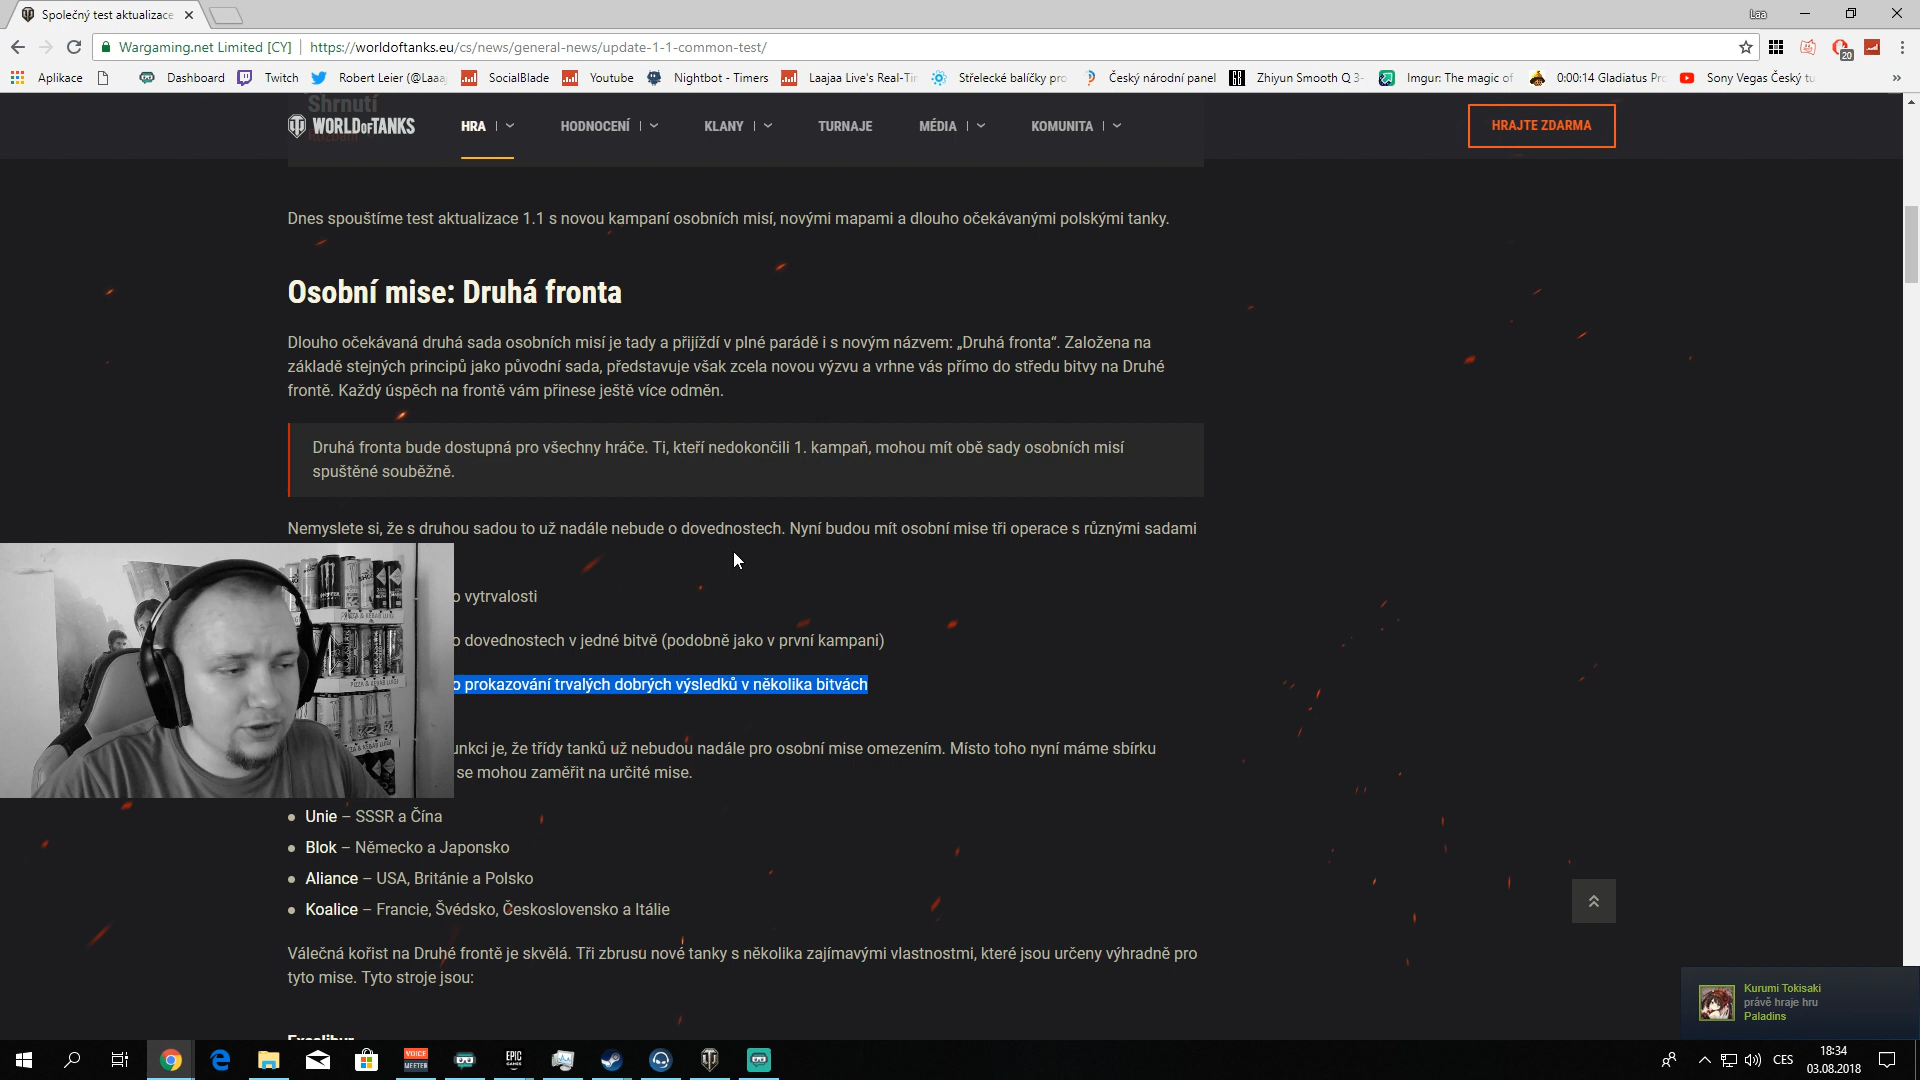 Společný test aktualizace
Laa
Wargaming.net Limited [CY]
https://worldoftanks.eu/cs/news/general-news/update-1-1-common-test/
20
Aplikace
Dashboard
Twitch
Robert Leier (@Laa
SocialBlade
Youtube
Nightbot - Timers
Laajaa Live's Real-Ti
Střelecké balíčky pro
Český národní panel
Zhiyun Smooth Q 3-
Imgur: The magic of
0:00:14 Gladiatus Pro
Sony Vegas Český tu
Shrnutí
WORLD OF TANKS
HRA
HODNOCENÍ
KLANY
TURNAJE
MÉDIA
KOMUNITA
HRAJTE ZDARMA
Dnes spouštíme test aktualizace 1.1 s novou kampaní osobních misí, novými mapami a dlouho očekávanými polskými tanky.
Osobní mise: Druhá fronta
Dlouho očekávaná druhá sada osobních misí je tady a přijíždí v plné parádě i s novým názvem: „Druhá fronta“. Založena na
základě stejných principů jako původní sada, představuje však zcela novou výzvu a vrhne vás přímo do středu bitvy na Druhé
frontě. Každý úspěch na frontě vám přinese ještě více odměn.
Druhá fronta bude dostupná pro všechny hráče. Ti, kteří nedokončili 1. kampaň, mohou mít obě sady osobních misí
spuštěné souběžně.
Nemyslete si, že s druhou sadou to už nadále nebude o dovednostech. Nyní budou mít osobní mise tři operace s různými sadami
o vytrvalosti
o dovednostech v jedné bitvě (podobně jako v první kampani)
o prokazování trvalých dobrých výsledků v několika bitvách
unkci je, že třídy tanků už nebudou nadále pro osobní mise omezením. Místo toho nyní máme sbírku
se mohou zaměřit na určité mise.
Unie – SSSR a Čína
Blok – Německo a Japonsko
Aliance – USA, Británie a Polsko
Koalice – Francie, Švédsko, Československo a Itálie
Válečná kořist na Druhé frontě je skvělá. Tři zbrusu nové tanky s několika zajímavými vlastnostmi, které jsou určeny výhradně pro
tyto mise. Tyto stroje jsou:
Excalibur
Kurumi Tokisaki
právě hraje hru
Paladins
VOICE
MEETER
EPIC
GAMES
CES
18:34
03.08.2018